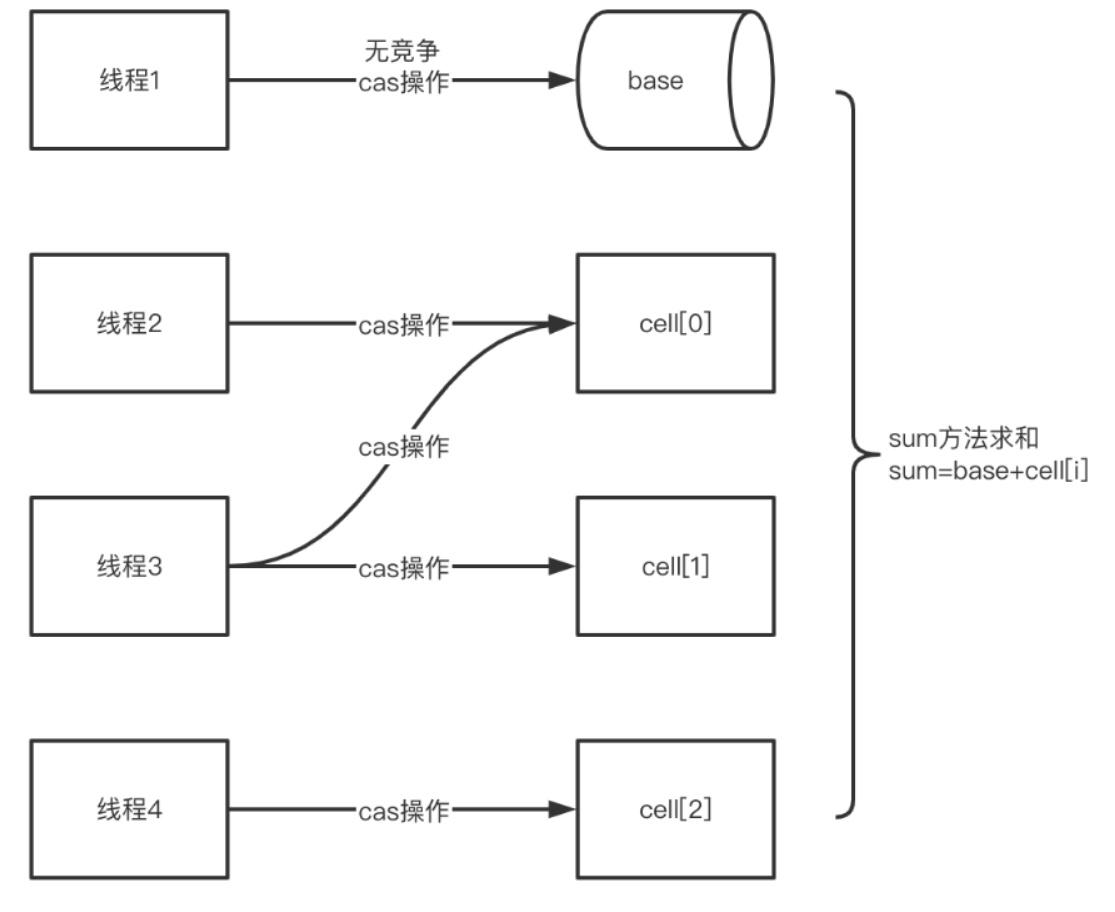 线程1
无竞争
cas操作
base
线程2
cas操作
cell[0]
cas操作
sum方法求和
sum=base+cell[i]
线程3
cas操作
cell[1]
线程4
cas操作
cell[2]